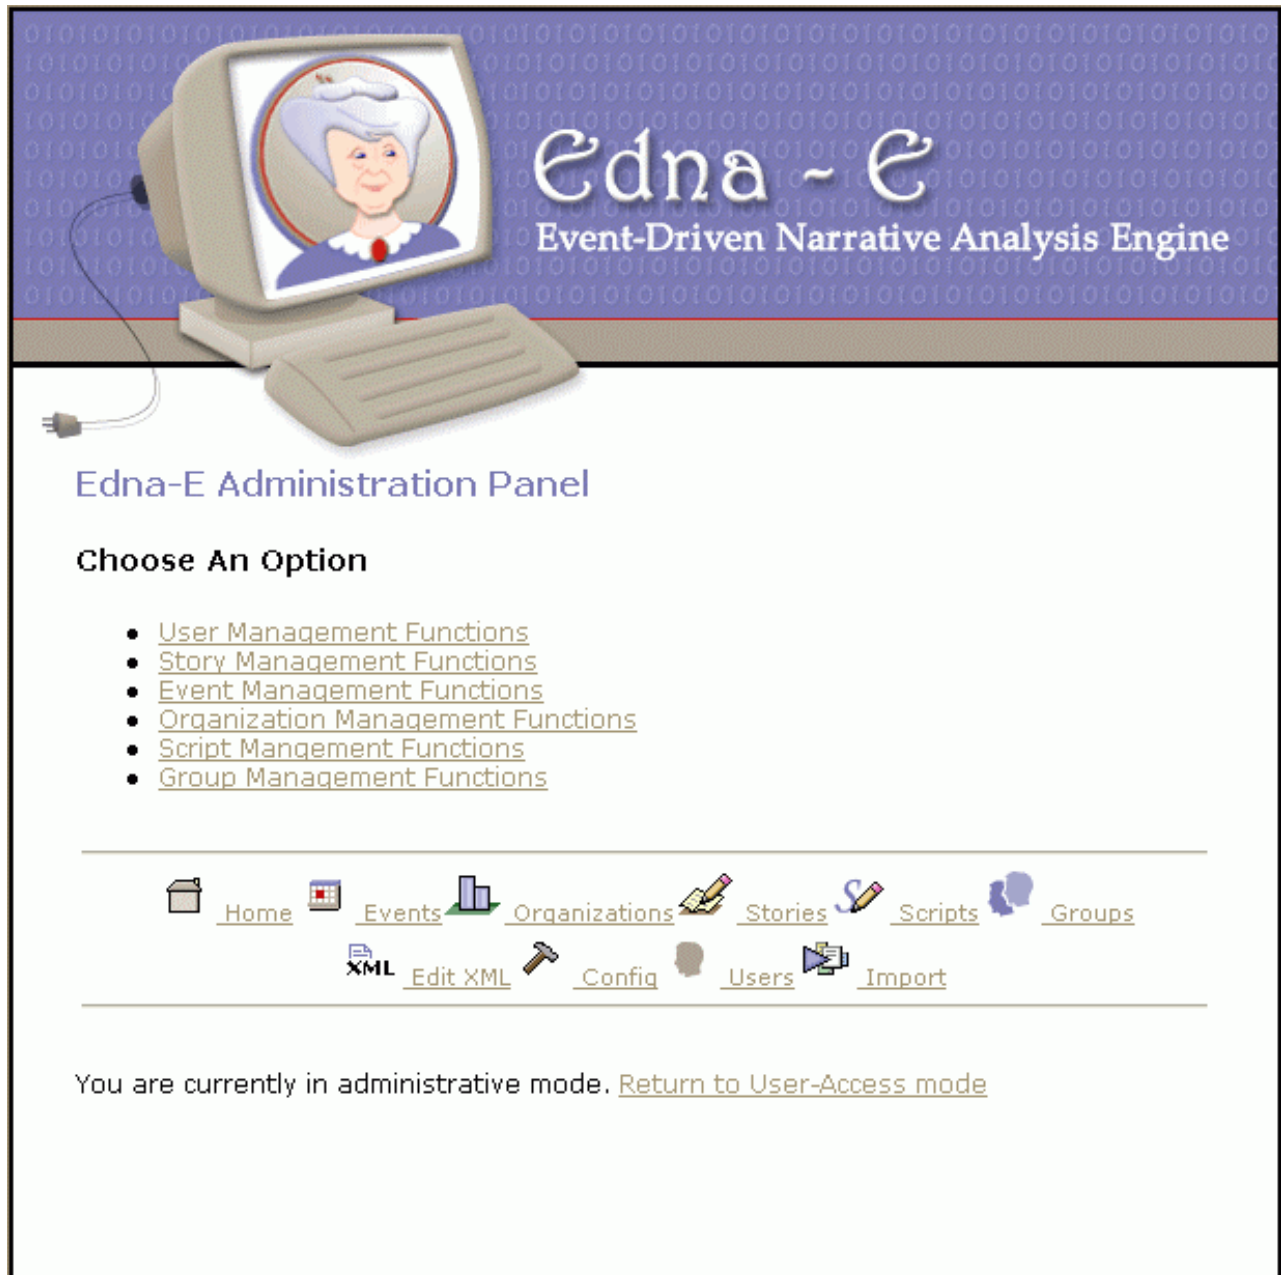 Edna ~ E
Event-Driven Narrative Analysis Engine
Edna-E Administration Panel
Choose An Option
User Management Functions
Story Management Functions
Event Management Functions
Organization Management Functions
Script Mangement Functions
Group Management Functions
Home Events Organizations Stories Scripts Groups
XML Edit XML Config Users Import
You are currently in administrative mode. Return to User-Access mode